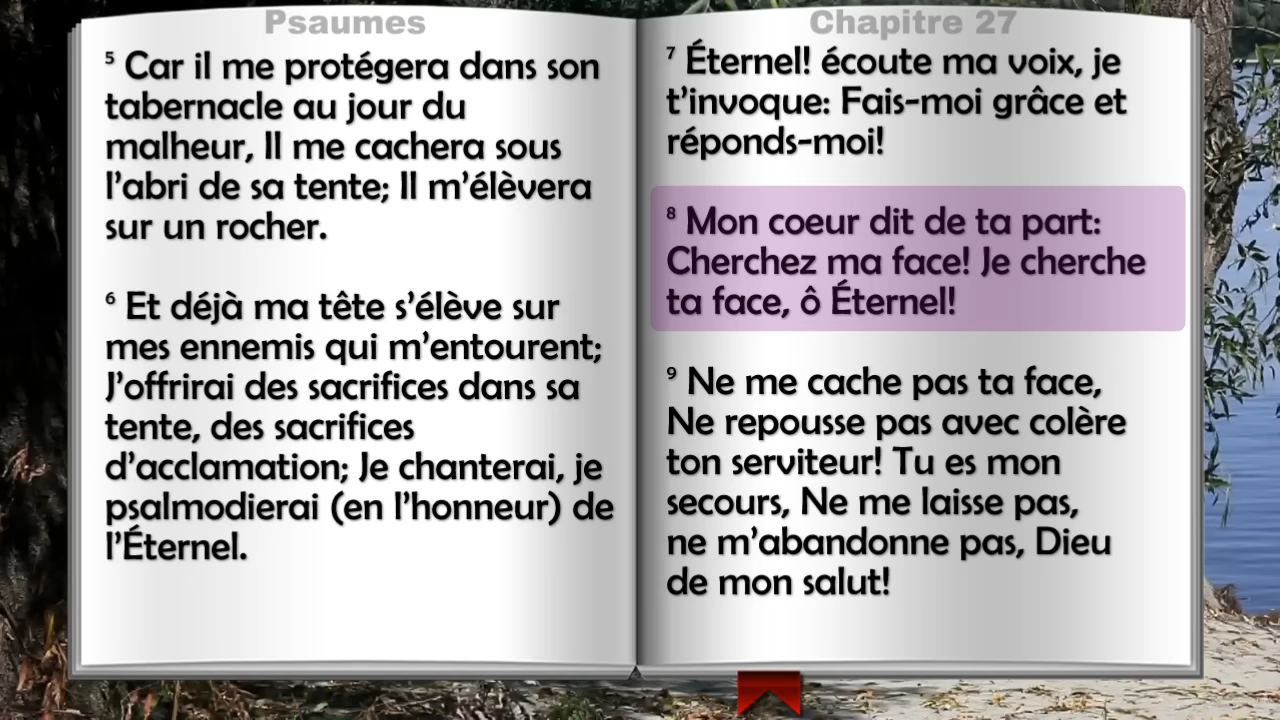 Psaumes
5 Car il me protégera dans son
tabernacle au jour du
malheur, Il me cachera sous
l’abri de sa tente; Il m’élèvera
sur un rocher.
6 Et déjà ma tête s’élève sur
mes ennemis qui m’entourent;
J’offrirai des sacrifices dans sa
tente, des sacrifices
d’acclamation; Je chanterai, je
psalmodierai (en l’honneur) de
l’Éternel.
Chapitre 27
7 Éternel! écoute ma voix, je
t’invoque: Fais-moi grâce et
réponds-moi!
8 Mon coeur dit de ta part:
Cherchez ma face! Je cherche
ta face, ô Éternel!
9 Ne me cache pas ta face,
Ne repousse pas avec colère
ton serviteur! Tu es mon
secours, Ne me laisse pas,
ne m’abandonne pas, Dieu
de mon salut!